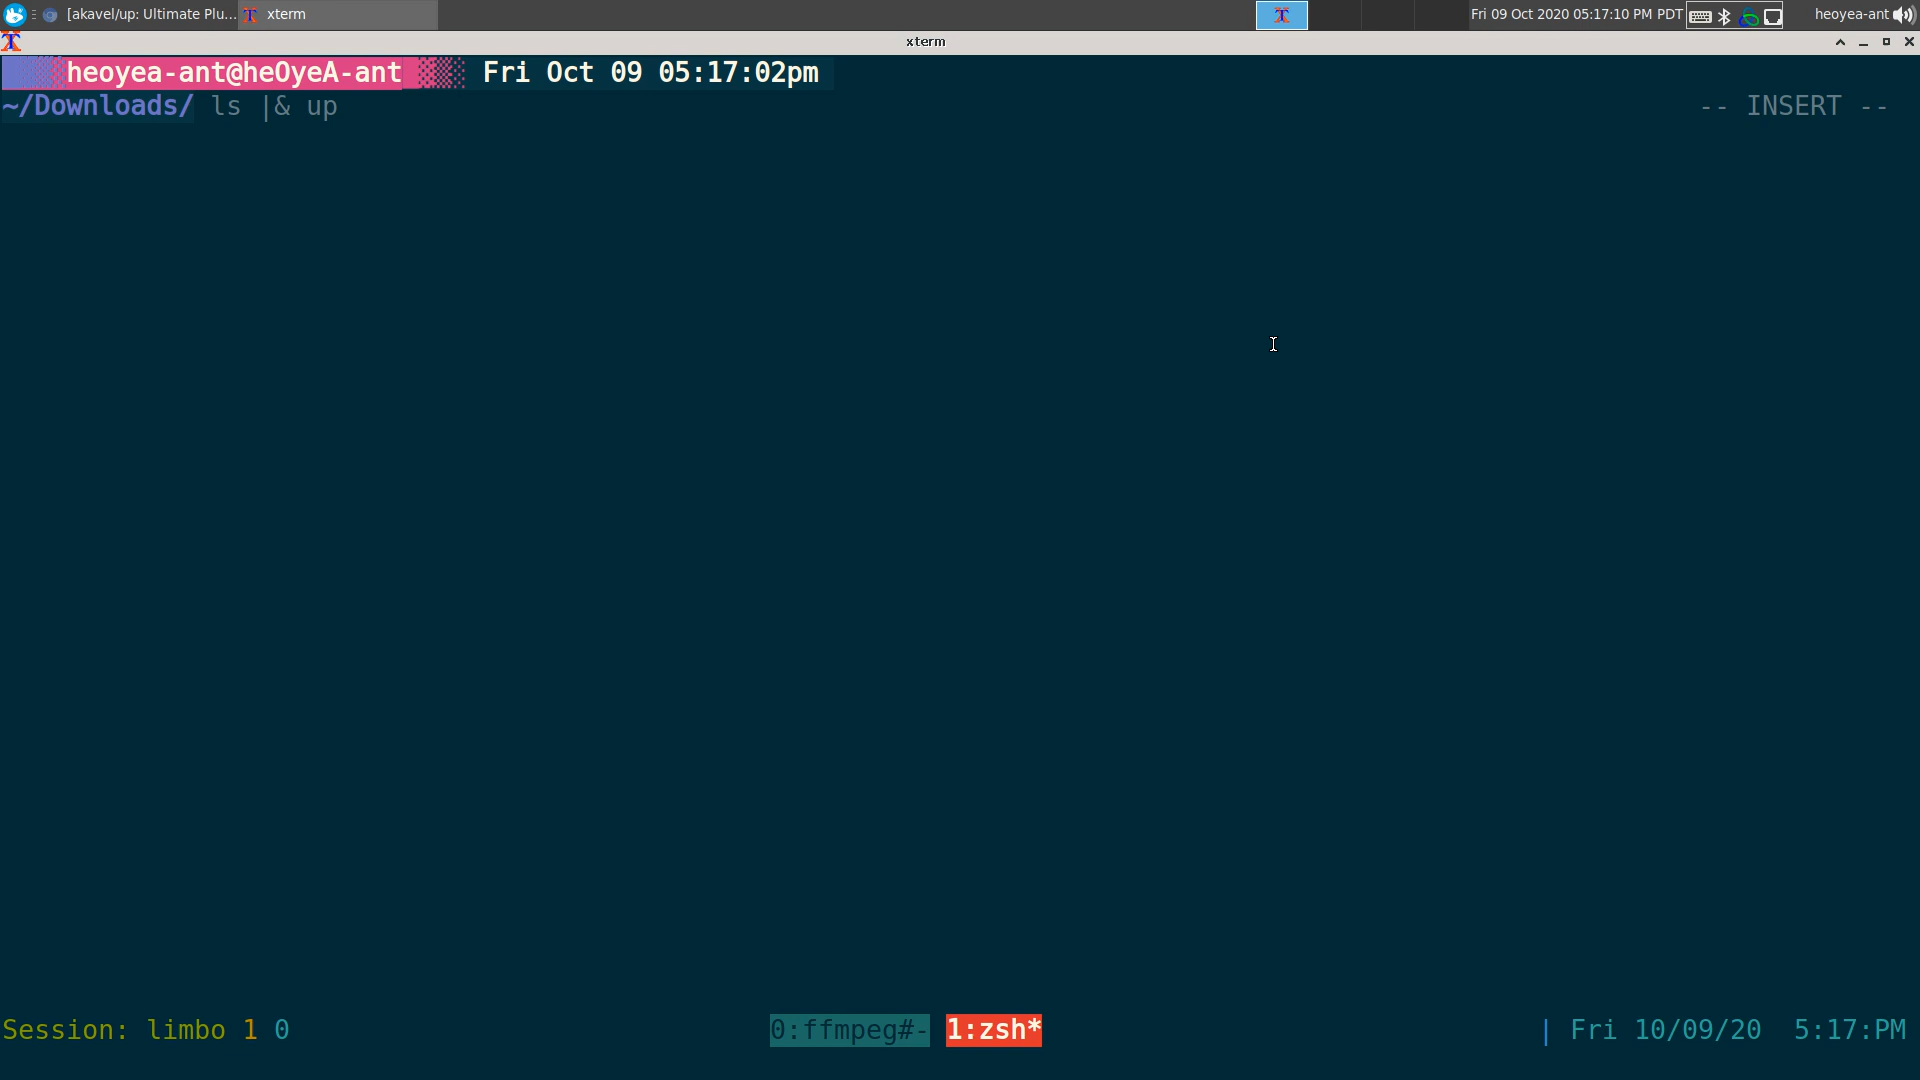 [akavel/up: Ultimate Plu... xterm Fri 09 Oct 2020 05:17:10 PM PDT heoyea-ant
xterm
heoyea-ant@heOyeA-ant Fri Oct 09 05:17:02pm
~/Downloads/ ls |& up -- INSERT --
Session: limbo 1 0 0:ffmpeg#- 1:zsh* | Fri 10/09/20 5:17:PM